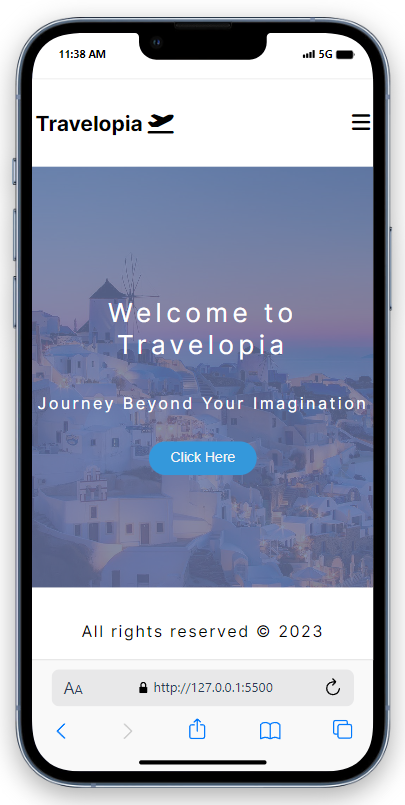 11:38 AM 5G
Travelopia
Welcome to
Travelopia
Journey Beyond Your Imagination
Click Here
All rights reserved © 2023
AA http://127.0.0.1:5500